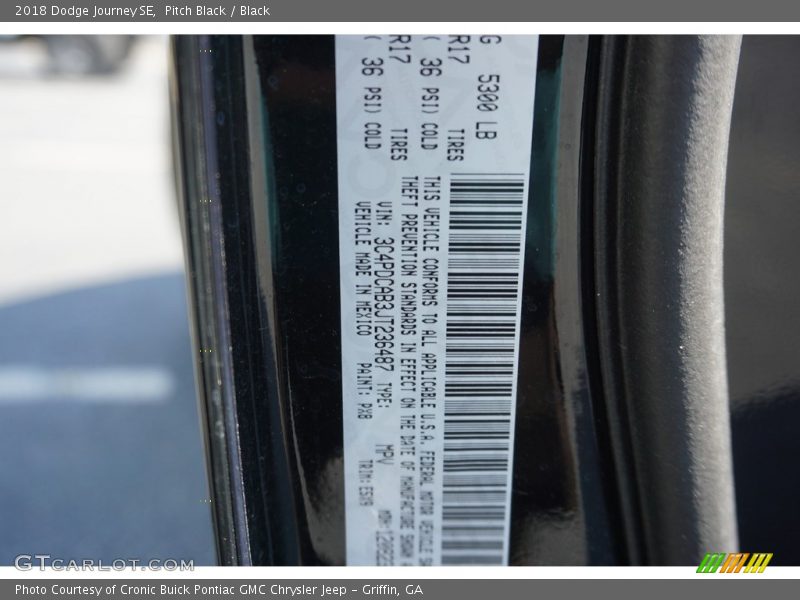 2018 Dodge Journey SE,  Pitch Black / Black
G    5300 LB
R17           TIRES
(  36 PSI) COLD
R17           TIRES
(  36 PSI) COLD
THIS VEHICLE CONFORMS TO ALL APPLICABLE U.S.A. FEDERAL MOTOR VEHICLE
THEFT PREVENTION STANDARDS IN EFFECT ON THE DATE OF MANUFACTURE SHOWN
VIN: 3C4PDCAB3JT236487 TYPE:   MPV
VEHICLE MADE IN MEXICO   PAINT: PX8   TRIM:
GTcarlot.com
Photo Courtesy of Cronic Buick Pontiac GMC Chrysler Jeep - Griffin, GA